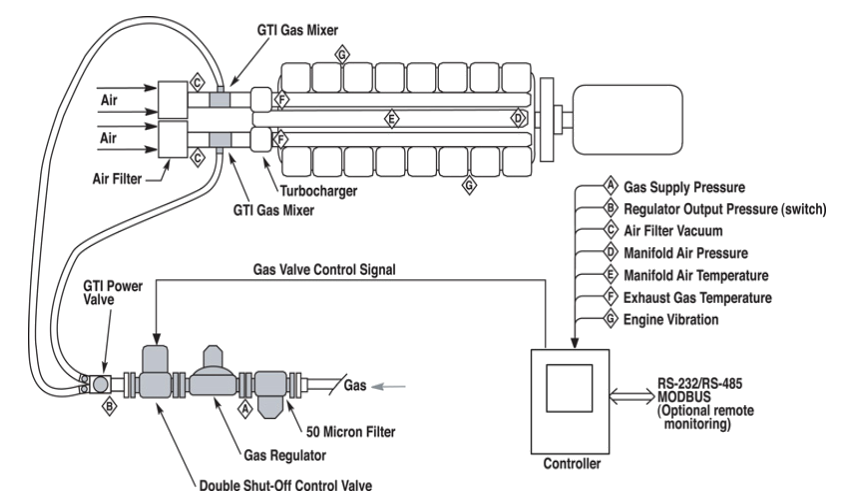 GTI Gas Mixer
G
C
Air
F
E
D
Air
F
C
Air Filter
Turbocharger
G
GTI Gas Mixer
A Gas Supply Pressure
B Regulator Output Pressure (switch)
C Air Filter Vacuum
D Manifold Air Pressure
E Manifold Air Temperature
F Exhaust Gas Temperature
G Engine Vibration
Gas Valve Control Signal
GTI Power
Valve
Gas
B
A
50 Micron Filter
Gas Regulator
Double Shut-Off Control Valve
RS-232/RS-485
MODBUS
(Optional remote
monitoring)
Controller